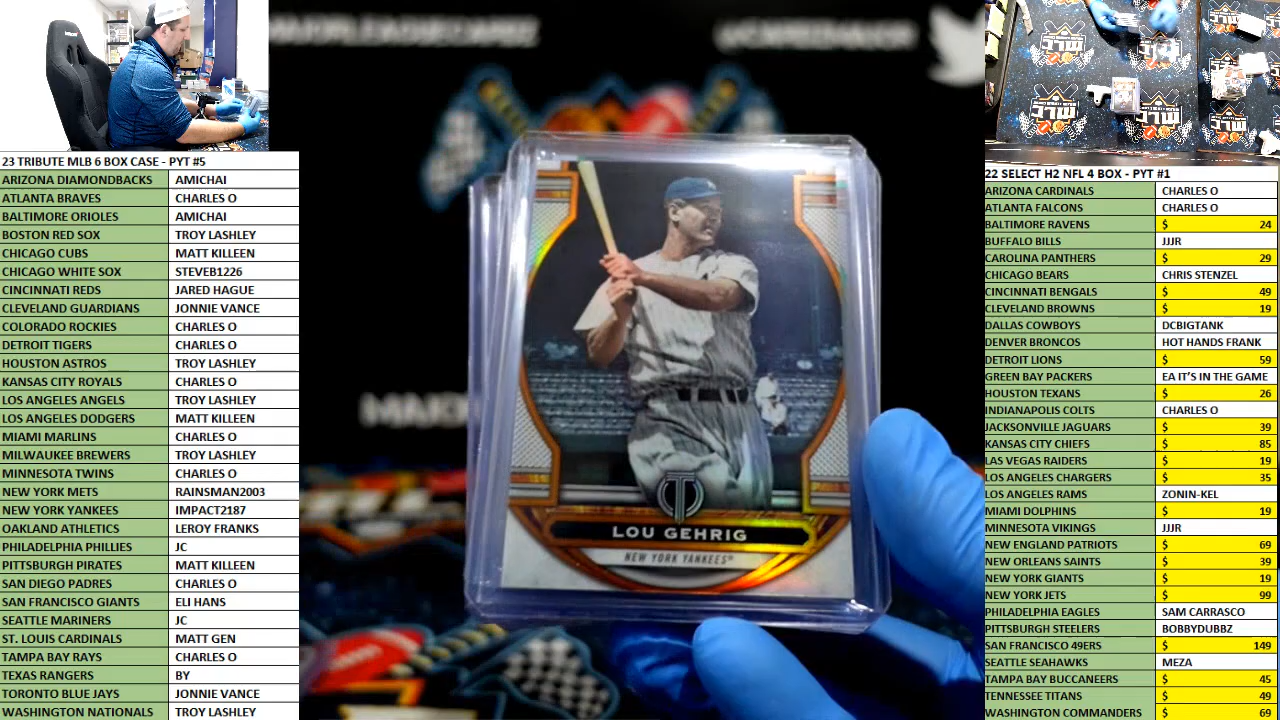 23 TRIBUTE MLB 6 BOX CASE - PYT #5
ARIZONA DIAMONDBACKS AMICHAI
ATLANTA BRAVES CHARLES O
BALTIMORE ORIOLES AMICHAI
BOSTON RED SOX TROY LASHLEY
CHICAGO CUBS MATT KILLEEN
CHICAGO WHITE SOX STEVEB1226
CINCINNATI REDS JARED HAGUE
CLEVELAND GUARDIANS JONNIE VANCE
COLORADO ROCKIES CHARLES O
DETROIT TIGERS CHARLES O
HOUSTON ASTROS TROY LASHLEY
KANSAS CITY ROYALS CHARLES O
LOS ANGELES ANGELS TROY LASHLEY
LOS ANGELES DODGERS MATT KILLEEN
MIAMI MARLINS CHARLES O
MILWAUKEE BREWERS TROY LASHLEY
MINNESOTA TWINS CHARLES O
NEW YORK METS RAINSMAN2003
NEW YORK YANKEES IMPACT2187
OAKLAND ATHLETICS LEROY FRANKS
PHILADELPHIA PHILLIES JC
PITTSBURGH PIRATES MATT KILLEEN
SAN DIEGO PADRES CHARLES O
SAN FRANCISCO GIANTS ELI HANS
SEATTLE MARINERS JC
ST. LOUIS CARDINALS MATT GEN
TAMPA BAY RAYS CHARLES O
TEXAS RANGERS BY
TORONTO BLUE JAYS JONNIE VANCE
WASHINGTON NATIONALS TROY LASHLEY
LOU GEHRIG
NEW YORK YANKEES®
22 SELECT H2 NFL 4 BOX - PYT #1
ARIZONA CARDINALS CHARLES O
ATLANTA FALCONS CHARLES O
BALTIMORE RAVENS $ 24
BUFFALO BILLS JJJR
CAROLINA PANTHERS $ 29
CHICAGO BEARS CHRIS STENZEL
CINCINNATI BENGALS $ 49
CLEVELAND BROWNS $ 19
DALLAS COWBOYS DCBIGTANK
DENVER BRONCOS HOT HANDS FRANK
DETROIT LIONS $ 59
GREEN BAY PACKERS EA IT'S IN THE GAME
HOUSTON TEXANS $ 26
INDIANAPOLIS COLTS CHARLES O
JACKSONVILLE JAGUARS $ 39
KANSAS CITY CHIEFS $ 85
LAS VEGAS RAIDERS $ 19
LOS ANGELES CHARGERS $ 35
LOS ANGELES RAMS ZONIN-KEL
MIAMI DOLPHINS $ 19
MINNESOTA VIKINGS JJJR
NEW ENGLAND PATRIOTS $ 69
NEW ORLEANS SAINTS $ 39
NEW YORK GIANTS $ 19
NEW YORK JETS $ 99
PHILADELPHIA EAGLES SAM CARRASCO
PITTSBURGH STEELERS BOBBYDUBBZ
SAN FRANCISCO 49ERS $ 149
SEATTLE SEAHAWKS MEZA
TAMPA BAY BUCCANEERS $ 45
TENNESSEE TITANS $ 49
WASHINGTON COMMANDERS $ 69